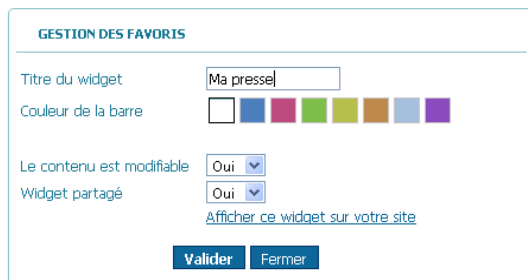 GESTION DES FAVORIS
Titre du widget Ma presse
Couleur de la barre
Le contenu est modifiable Oui
Widget partagé Oui
Afficher ce widget sur votre site
Valider Fermer